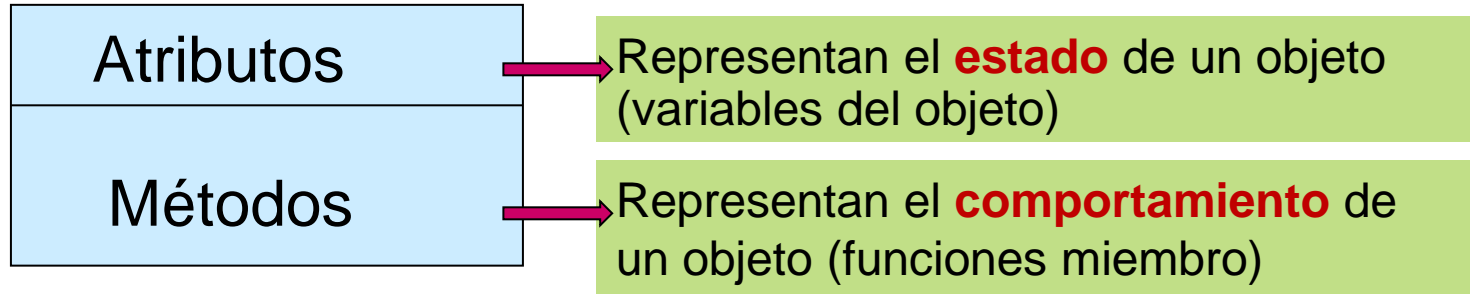 Atributos
Representan el estado de un objeto
(variables del objeto)
Métodos
Representan el comportamiento de
un objeto (funciones miembro)